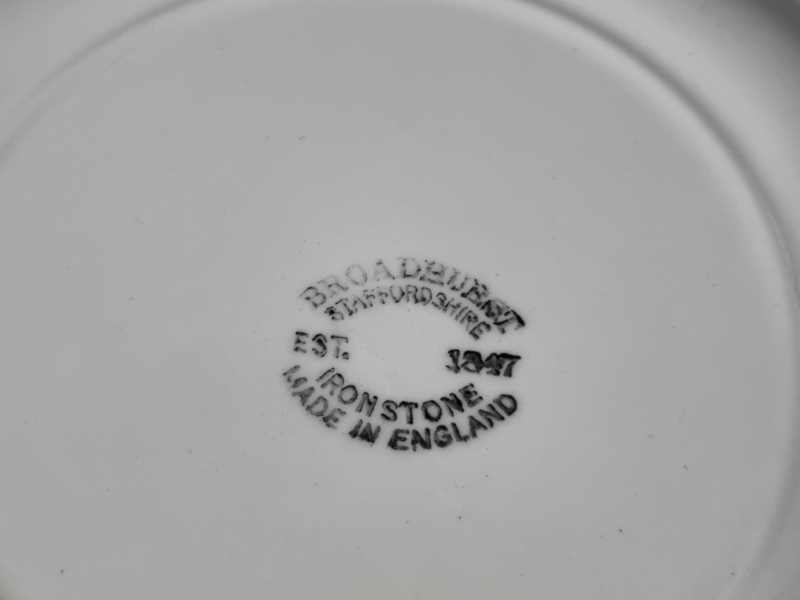 BROADHURST
STAFFORDSHIRE
EST. 1847
IRONSTONE
MADE IN ENGLAND